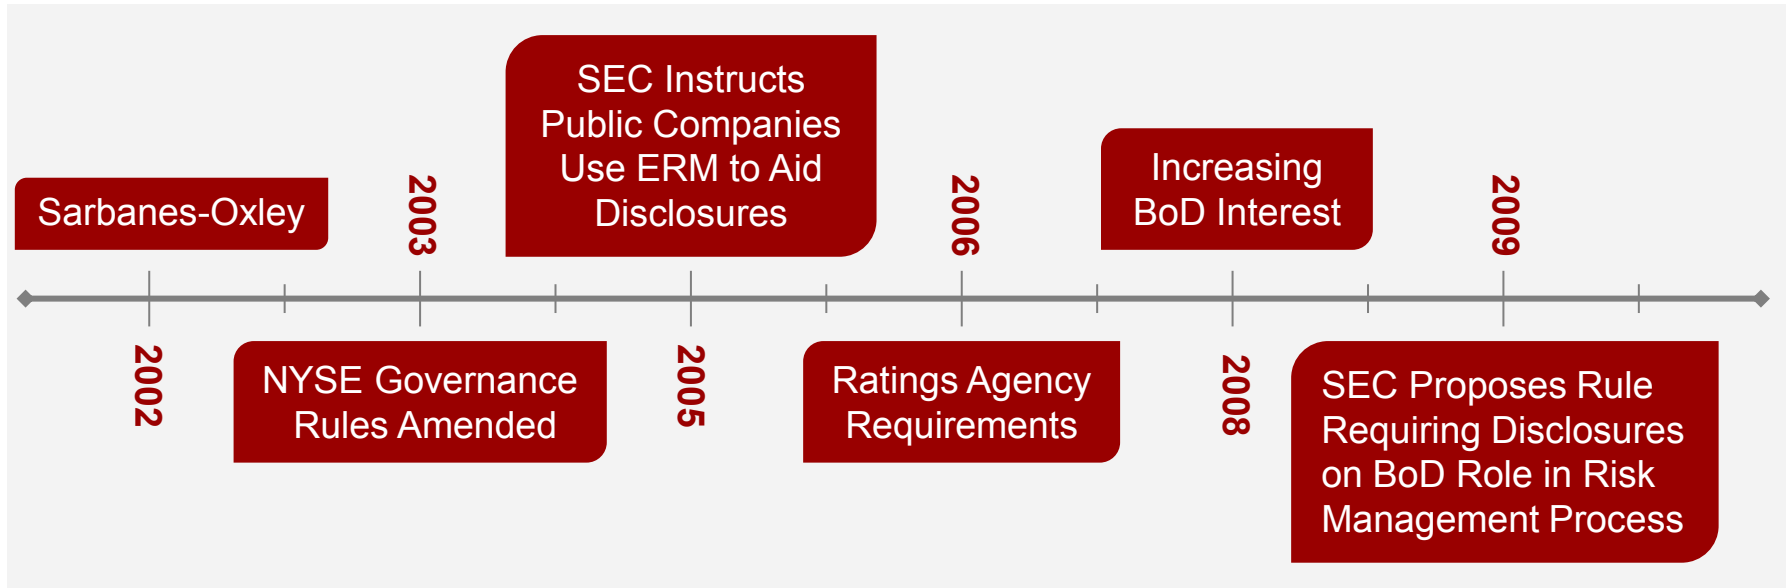 Sarbanes-Oxley
2002
2003
NYSE Governance
Rules Amended
SEC Instructs
Public Companies
Use ERM to Aid
Disclosures
2005
2006
Ratings Agency
Requirements
Increasing
BoD Interest
2008
2009
SEC Proposes Rule
Requiring Disclosures
on BoD Role in Risk
Management Process